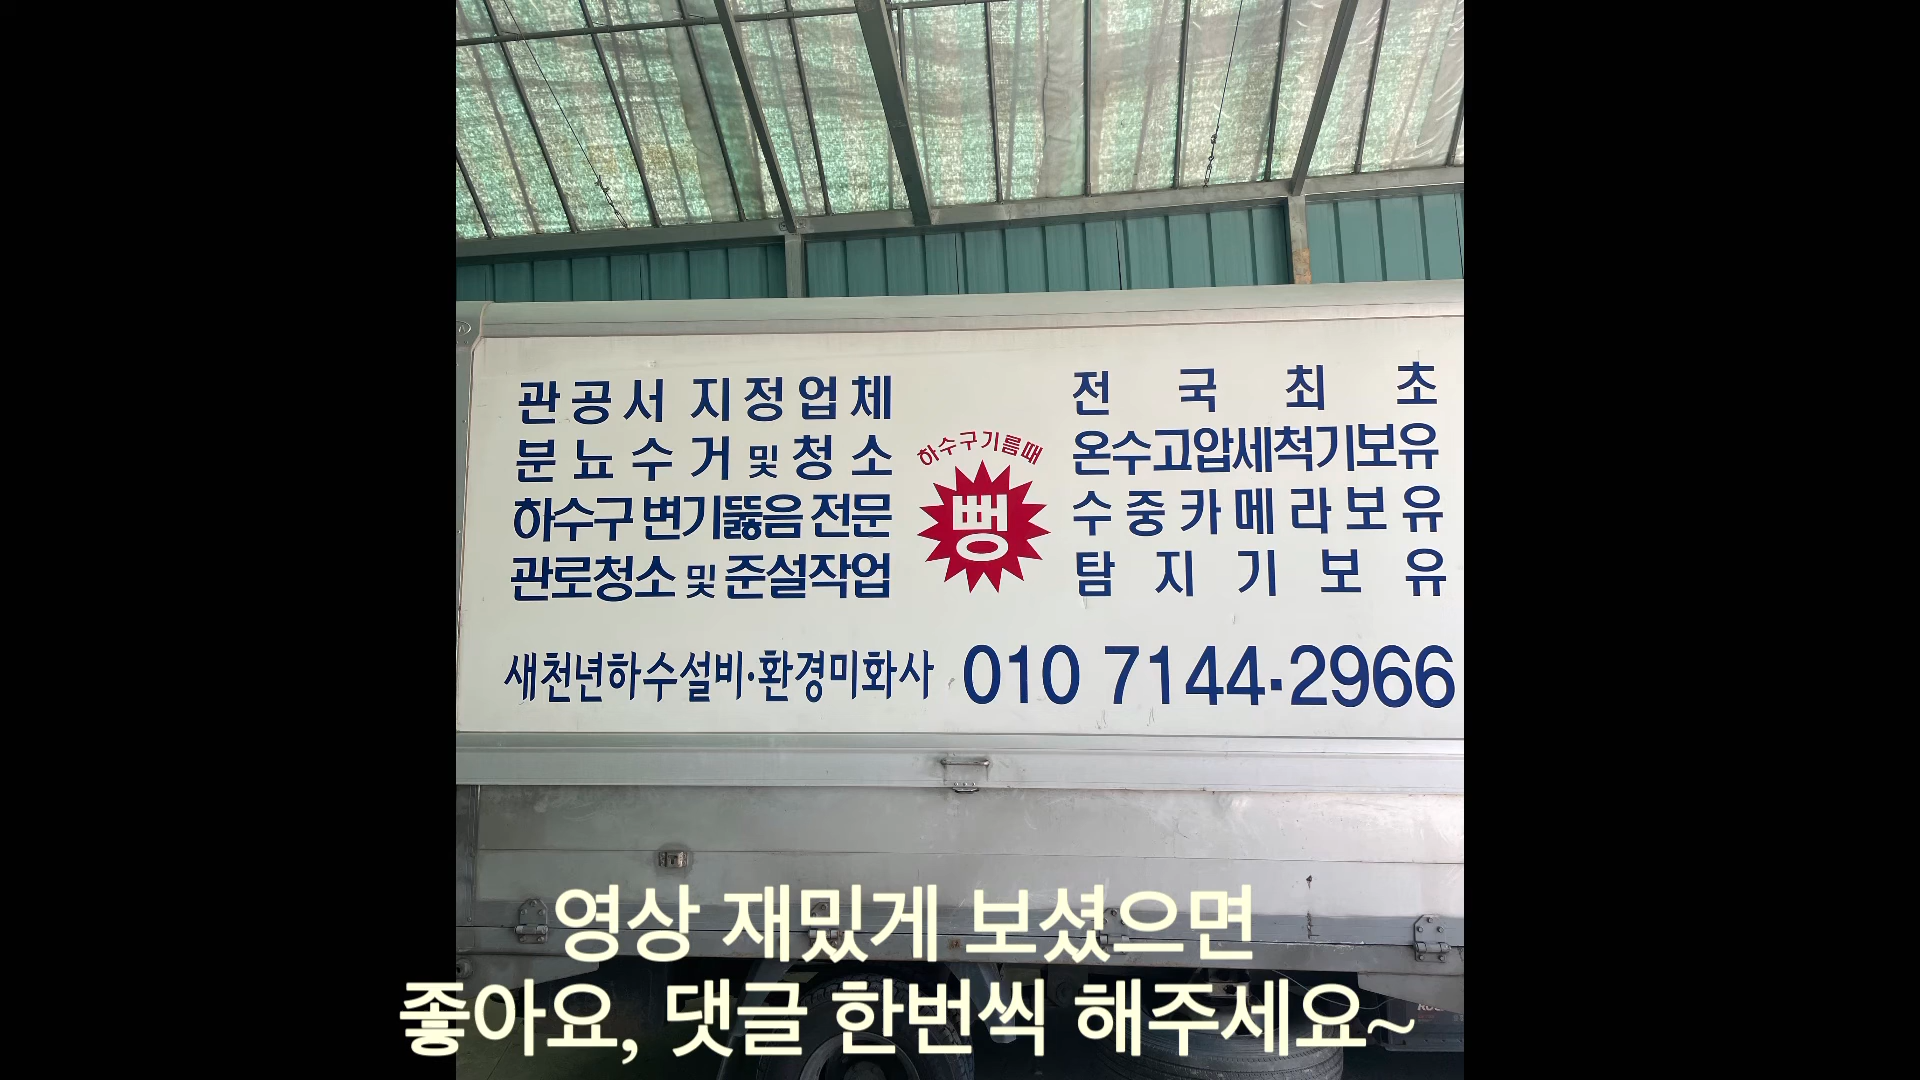 관공서 지정업체
분뇨수거 및 청소
하수구 변기뚫음 전문
관로청소 및 준설작업
하수구기름때
뻥
전국최초
온수고압세척기보유
수중카메라보유
탐지기보유
새천년하수설비·환경미화사 010 7144·2966
영상 재밌게 보셨으면
좋아요, 댓글 한번씩 해주세요~